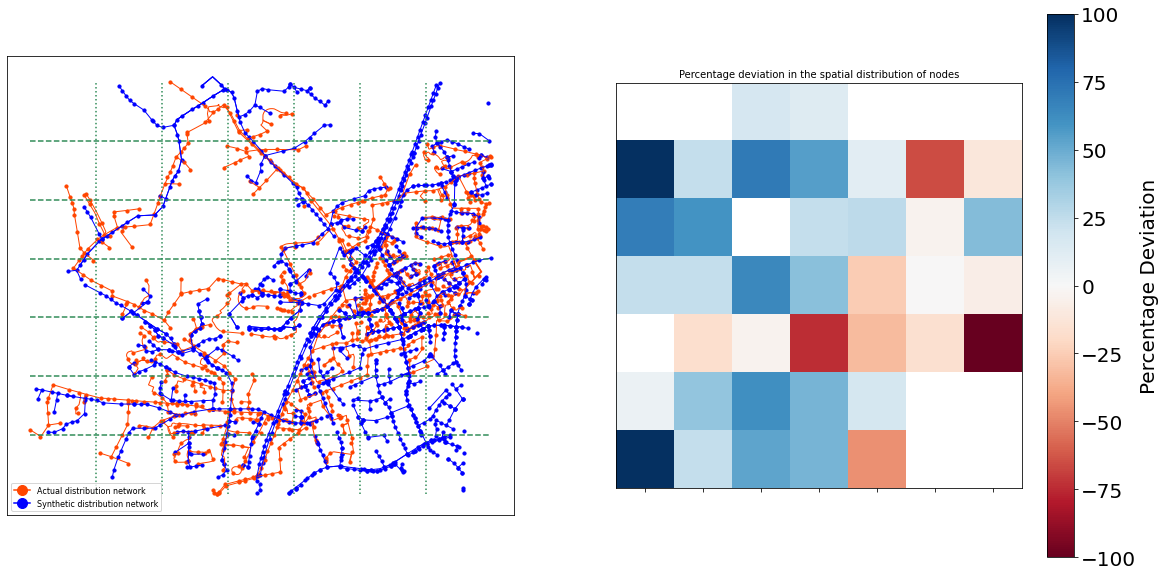 Percentage deviation in the spatial distribution of nodes
100
75
50
25
0
−25
−50
−75
−100
Percentage Deviation
Actual distribution network
Synthetic distribution network